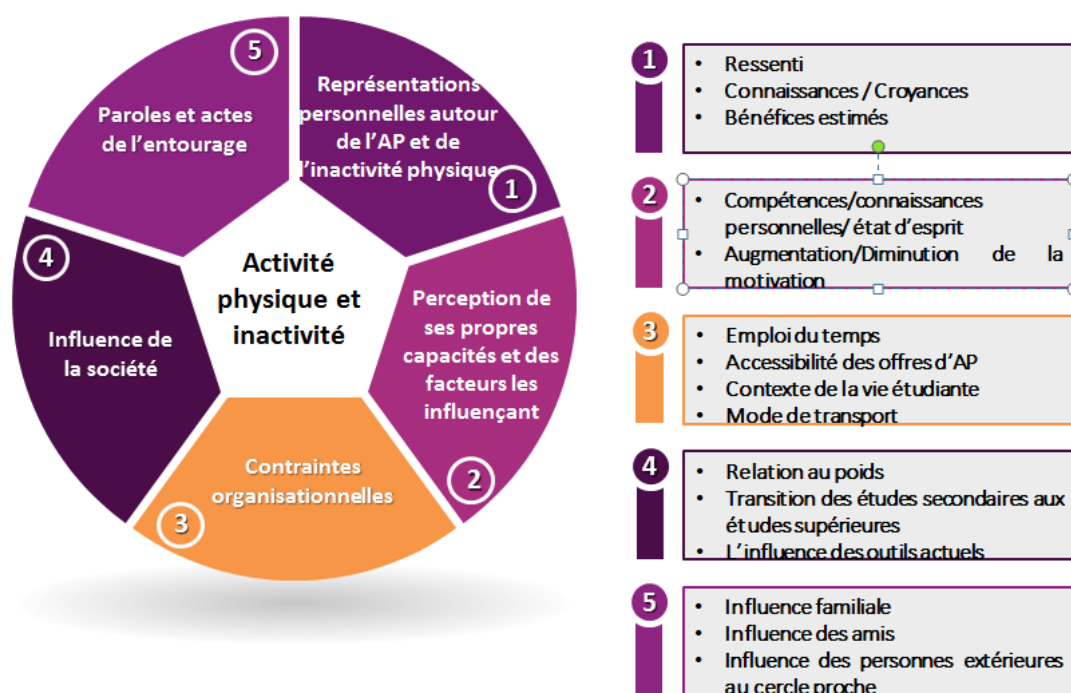 5
Paroles et actes
de l'entourage
Représentations
personnelles autour
de l'AP et de
l'inactivité physique
1
4
Influence de
la société
Activité
physique et
inactivité
Perception de
ses propres
capacités et des
facteurs les
influençant
2
Contraintes
organisationnelles
3
1
• Ressenti
• Connaissances / Croyances
• Bénéfices estimés
2
• Compétences/connaissances
personnelles/ état d'esprit
• Augmentation/Diminution de la
motivation
3
• Emploi du temps
• Accessibilité des offres d'AP
• Contexte de la vie étudiante
• Mode de transport
4
• Relation au poids
• Transition des études secondaires aux
études supérieures
• L'influence des outils actuels
5
• Influence familiale
• Influence des amis
• Influence des personnes extérieures
au cercle proche